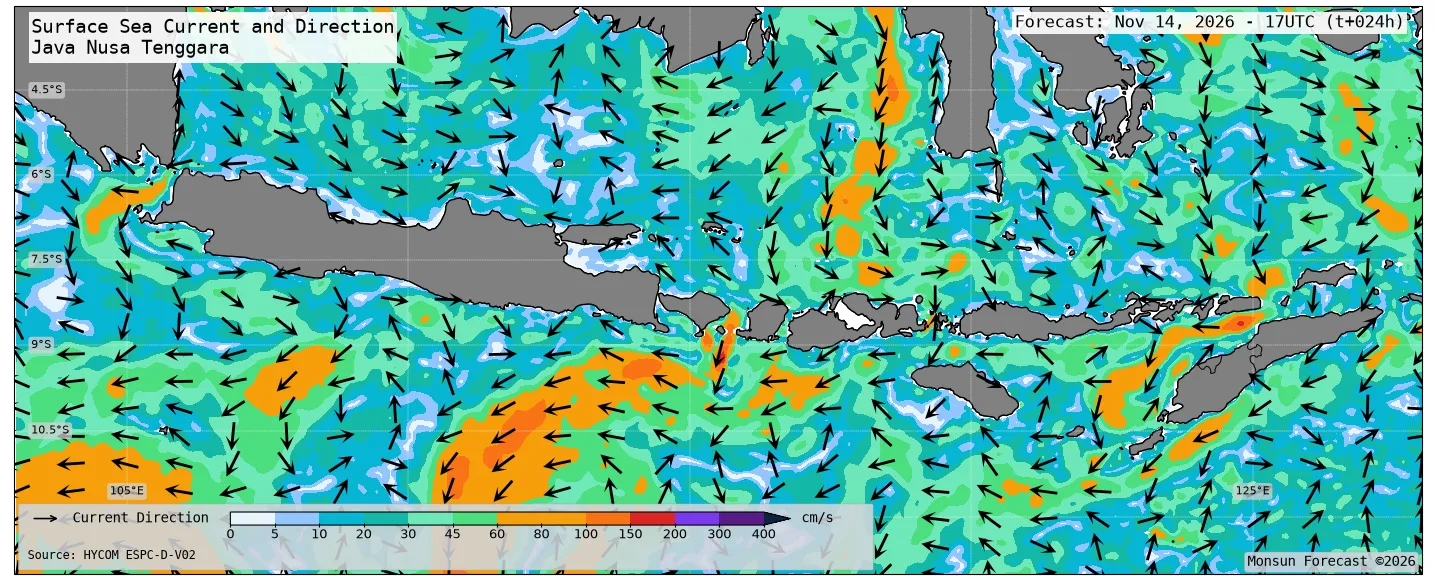 Surface Sea Current and Direction
Java Nusa Tenggara
Forecast: Nov 14, 2026 - 17UTC (t+024h)
4.5°S
6°S
7.5°S
9°S
10.5°S
105°E
125°E
Current Direction
0 5 10 20 30 45 60 80 100 150 200 300 400 cm/s
Source: HYCOM ESPC-D-V02
Monsun Forecast ©2026